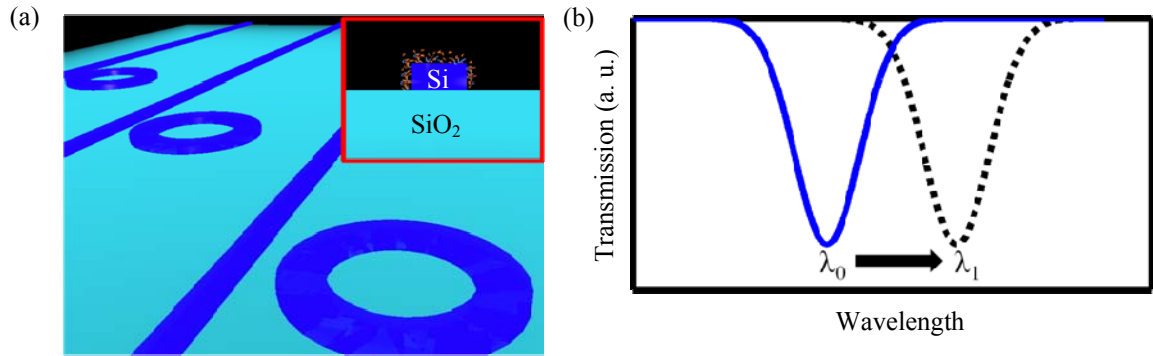 (a)
Si
SiO₂
(b)
Transmission (a. u.)
λ₀
λ₁
Wavelength